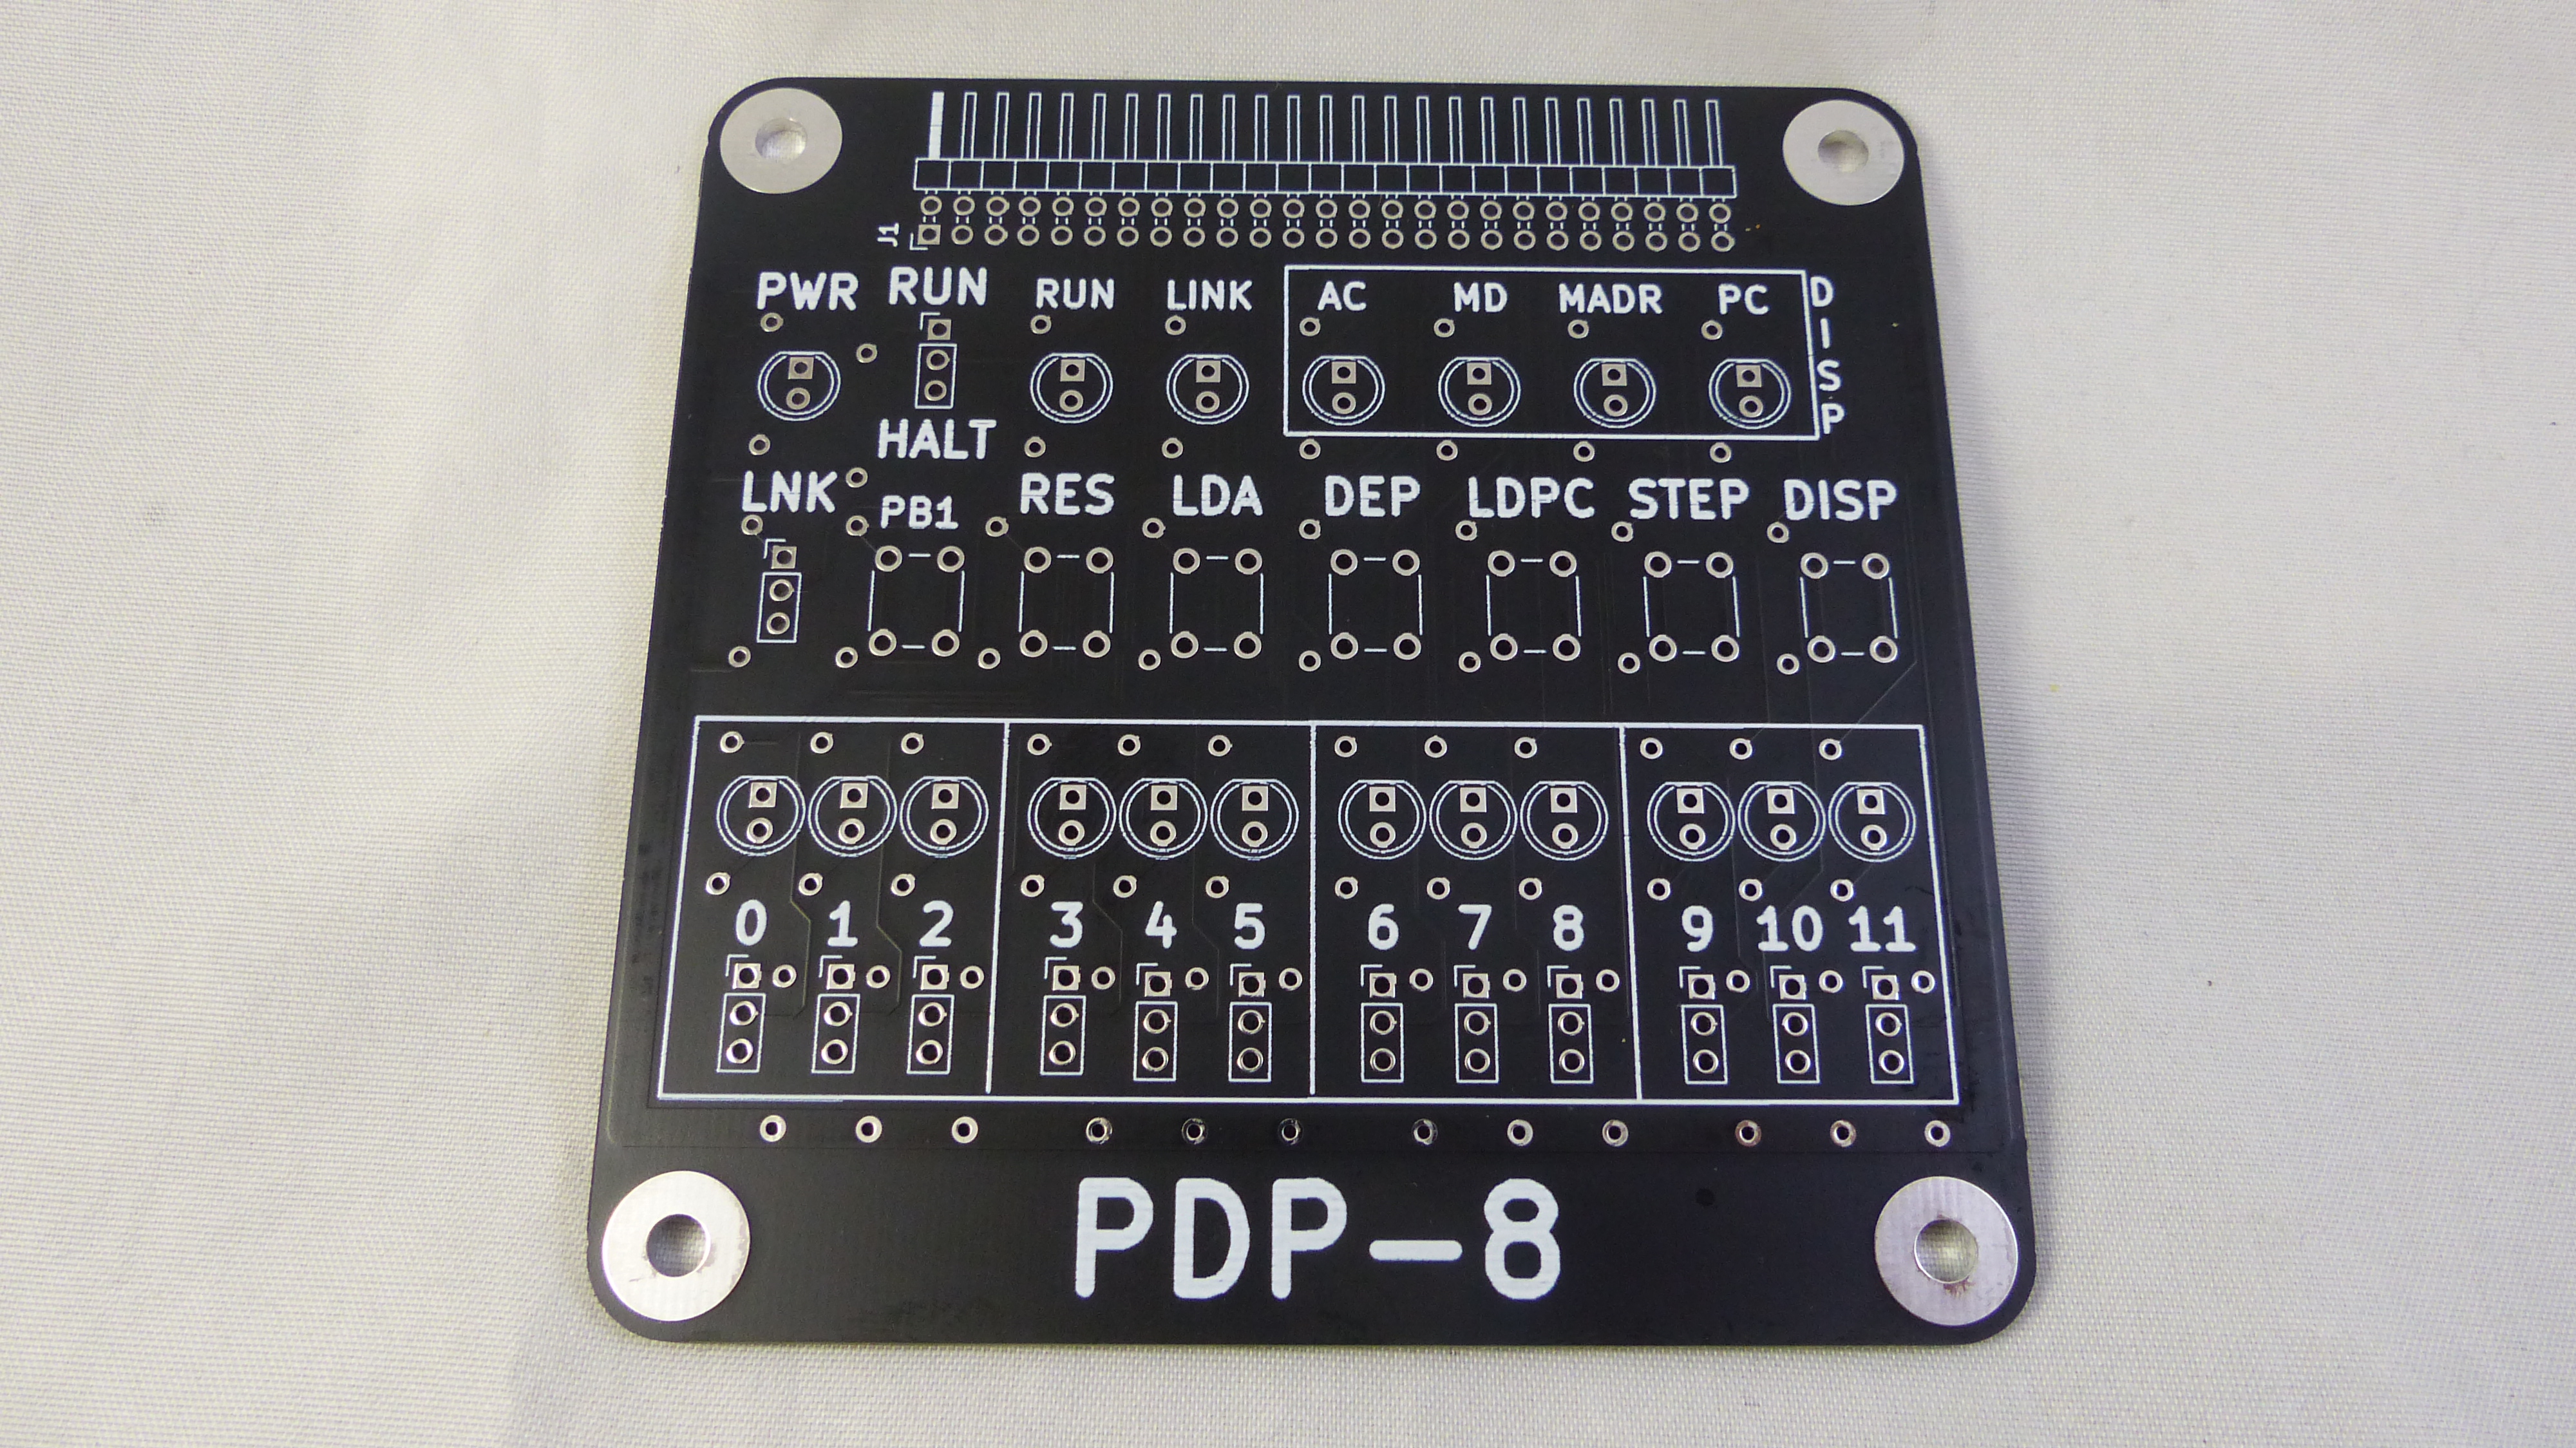 J1
PWR RUN RUN LINK AC MD MADR PC DISP
HALT
LNK PB1 RES LDA DEP LDPC STEP DISP
0 1 2 3 4 5 6 7 8 9 10 11
PDP-8